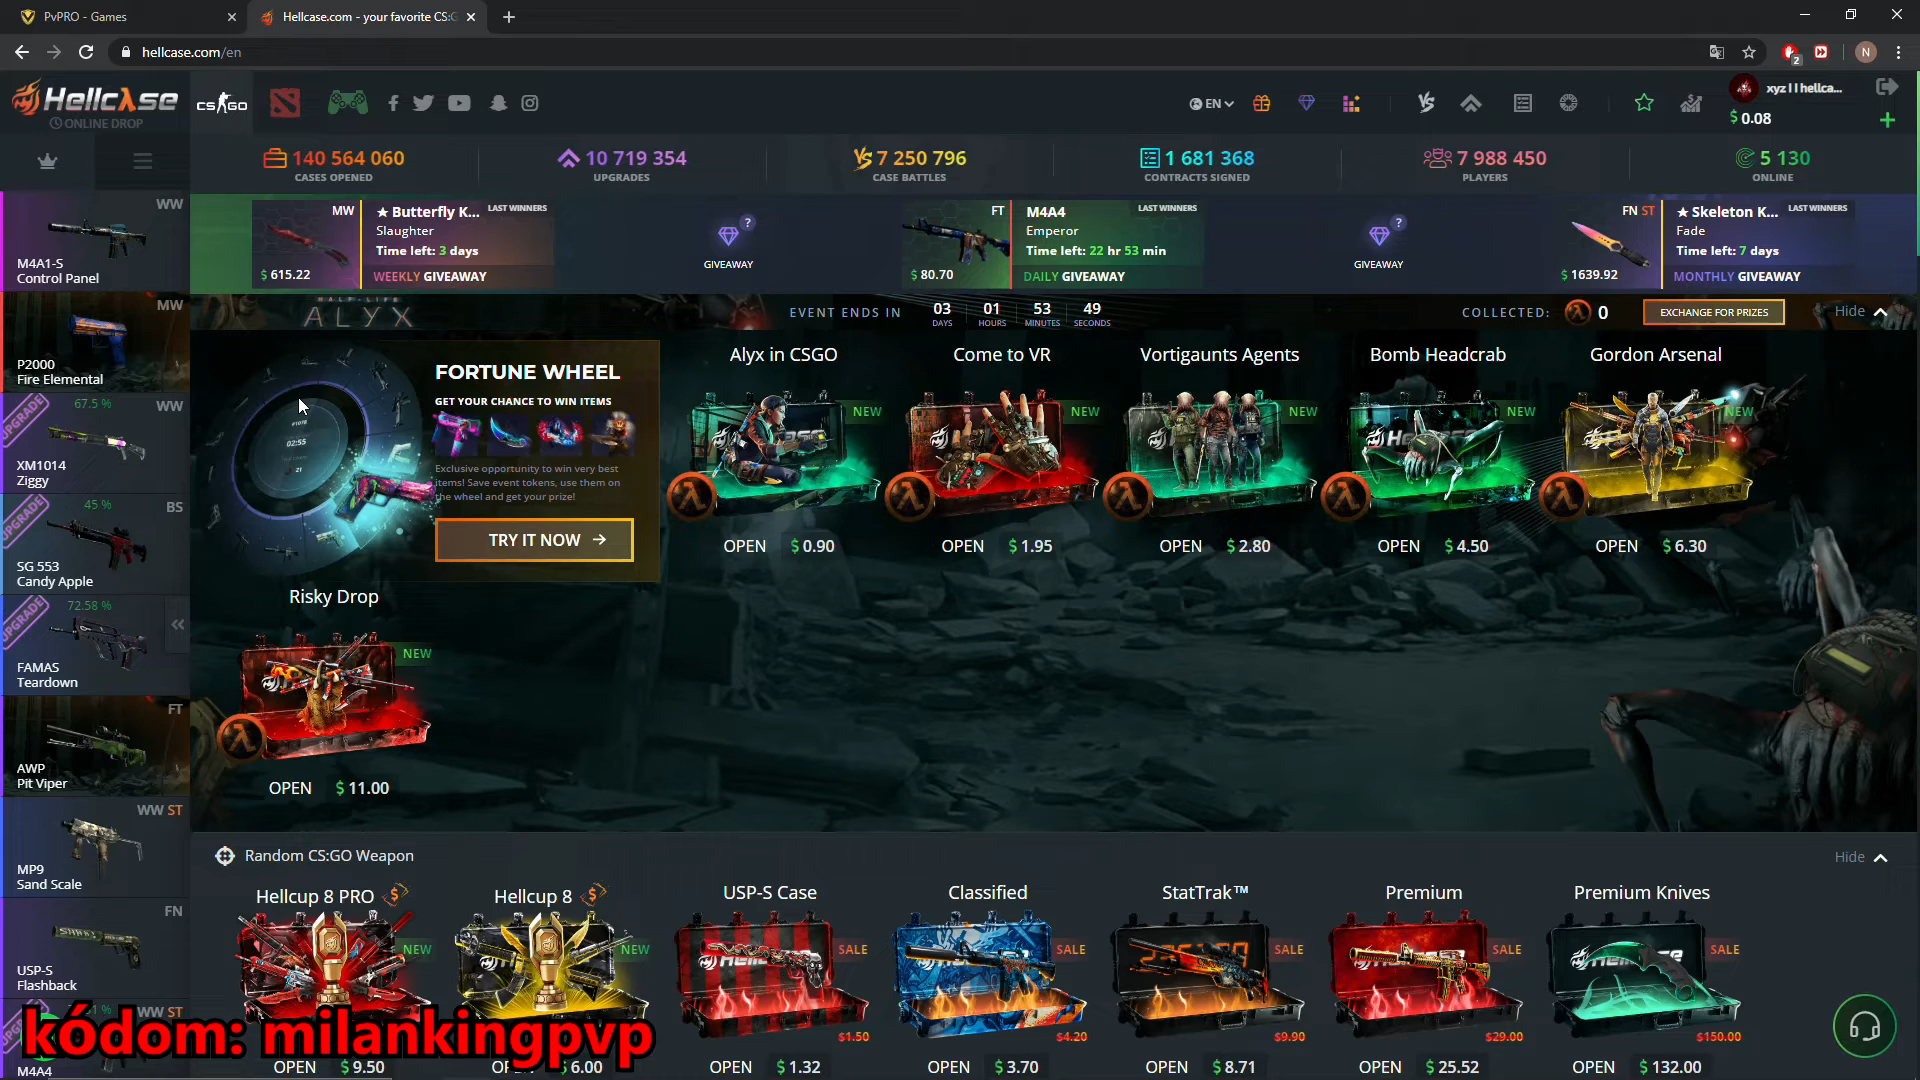 PvPRO - Games
Hellcase.com - your favorite CS:G
hellcase.com/en
2
N
Hellcase
ONLINE DROP
CS GO
EN
VS
xyz l l hellca...
$ 0.08
140 564 060
CASES OPENED
10 719 354
UPGRADES
7 250 796
CASE BATTLES
1 681 368
CONTRACTS SIGNED
7 988 450
PLAYERS
5 130
ONLINE
MW
$ 615.22
★ Butterfly K...
LAST WINNERS
Slaughter
Time left: 3 days
WEEKLY GIVEAWAY
?
GIVEAWAY
FT
$ 80.70
M4A4
LAST WINNERS
Emperor
Time left: 22 hr 53 min
DAILY GIVEAWAY
?
GIVEAWAY
FN ST
$ 1639.92
★ Skeleton K...
LAST WINNERS
Fade
Time left: 7 days
MONTHLY GIVEAWAY
HALF-LIFE
ALYX
EVENT ENDS IN
03 DAYS
01 HOURS
53 MINUTES
49 SECONDS
COLLECTED: 0
EXCHANGE FOR PRIZES
Hide
WW
M4A1-S
Control Panel
MW
P2000
Fire Elemental
UPGRADE
67.5 %
WW
XM1014
Ziggy
UPGRADE
45 %
BS
SG 553
Candy Apple
UPGRADE
72.58 %
FAMAS
Teardown
FT
AWP
Pit Viper
WW ST
MP9
Sand Scale
FN
USP-S
Flashback
WW ST
M4A4
02:55
21
FORTUNE WHEEL
GET YOUR CHANCE TO WIN ITEMS
Exclusive opportunity to win very best
items! Save event tokens, use them on
the wheel and get your prize!
TRY IT NOW →
Alyx in CSGO
NEW
OPEN $ 0.90
Come to VR
NEW
OPEN $ 1.95
Vortigaunts Agents
NEW
OPEN $ 2.80
Bomb Headcrab
NEW
OPEN $ 4.50
Gordon Arsenal
NEW
OPEN $ 6.30
Risky Drop
NEW
OPEN $ 11.00
Random CS:GO Weapon
Hide
Hellcup 8 PRO
NEW
OPEN $ 9.50
Hellcup 8
NEW
$ 6.00
USP-S Case
SALE
$1.50
OPEN $ 1.32
Classified
SALE
$4.20
OPEN $ 3.70
StatTrak™
SALE
$9.90
OPEN $ 8.71
Premium
SALE
$29.00
OPEN $ 25.52
Premium Knives
SALE
$150.00
OPEN $ 132.00
kódom: milankingpvp